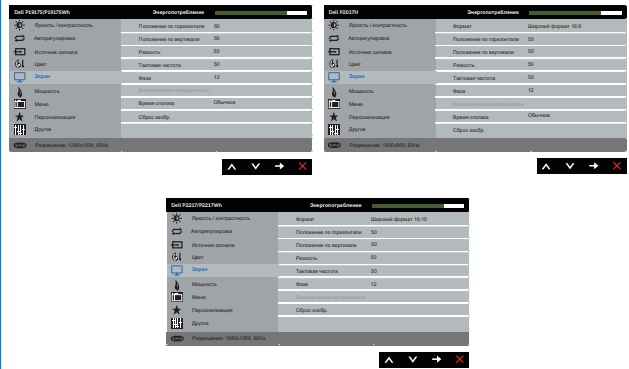 Dell P1917S/P1917SWh Энергопотребление
Яркость / контрастность Положение по горизонтали 50
Авторегулировка Положение по вертикали 50
Источник сигнала Резкость 50
Цвет Тактовая частота 50
Экран Фаза 12
Мощность Динамическая контрастность
Меню Время отклика Обычное
Персонализация Сброс изобр.
Другое
Разрешение: 1280x1024, 60Hz
Dell P2017H Энергопотребление
Яркость / контрастность Формат Широкий формат 16:9
Авторегулировка Положение по горизонтали 50
Источник сигнала Положение по вертикали 50
Цвет Резкость 50
Экран Тактовая частота 50
Мощность Фаза 12
Меню Динамическая контрастность
Персонализация Время отклика Обычное
Другое Сброс изобр.
Разрешение: 1600x900, 60Hz
Dell P2217/P2217Wh Энергопотребление
Яркость / контрастность Формат Широкий формат 16:10
Авторегулировка Положение по горизонтали 50
Источник сигнала Положение по вертикали 50
Цвет Резкость 50
Экран Тактовая частота 50
Мощность Фаза 12
Меню Динамическая контрастность
Персонализация Сброс изобр.
Другое
Разрешение: 1680x1050, 60Hz